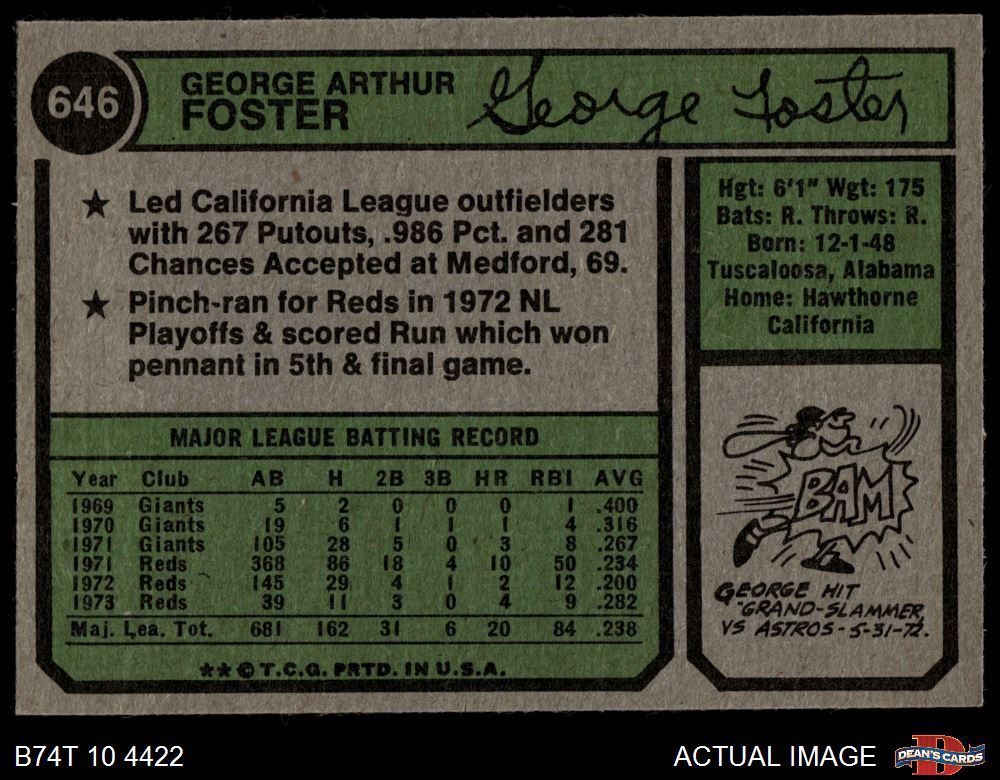 646
GEORGE ARTHUR
FOSTER
George Foster
★ Led California League outfielders
with 267 Putouts, .986 Pct. and 281
Chances Accepted at Medford, 69.
★ Pinch-ran for Reds in 1972 NL
Playoffs & scored Run which won
pennant in 5th & final game.
Hgt: 6'1" Wgt: 175
Bats: R. Throws: R.
Born: 12-1-48
Tuscaloosa, Alabama
Home: Hawthorne
California
MAJOR LEAGUE BATTING RECORD
Year Club AB H 2B 3B HR RBI AVG
1969 Giants 5 2 0 0 0 1 .400
1970 Giants 19 6 1 1 1 4 .316
1971 Giants 105 28 5 0 3 8 .267
1971 Reds 368 86 18 4 10 50 .234
1972 Reds 145 29 4 1 2 12 .200
1973 Reds 39 11 3 0 4 9 .282
Maj. Lea. Tot. 681 162 31 6 20 84 .238
**© T.C.G. PRTD. IN U.S.A.
BAM
GEORGE HIT
GRAND-SLAMMER
VS ASTROS-5-31-72.
B74T 10 4422
ACTUAL IMAGE
DEAN'S CARDS